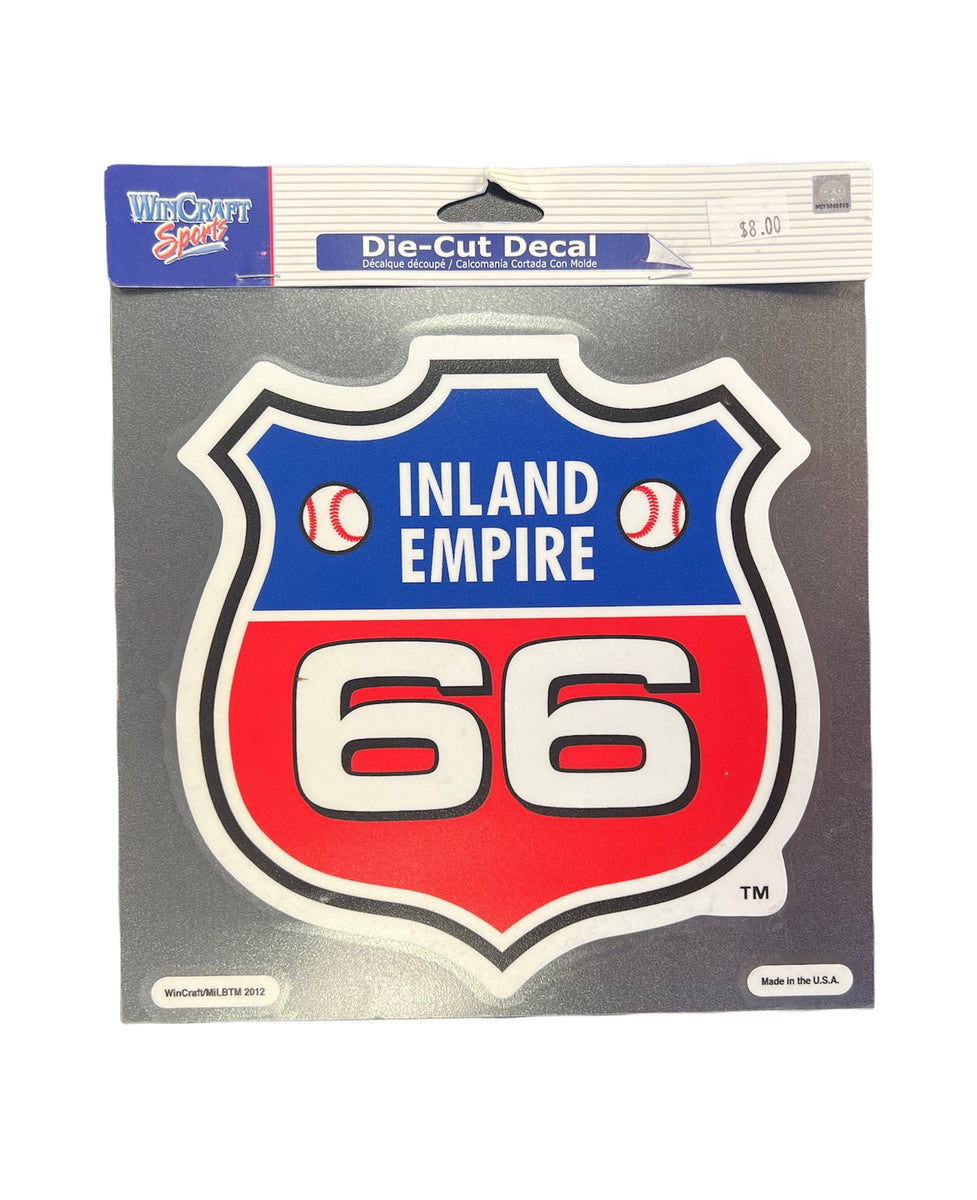 WinCraft
Sports®
Die-Cut Decal
Décalque découpé / Calcomania Cortada Con Molde
$8.00
INLAND
EMPIRE
66
TM
WinCraft/MiLBTM 2012
Made in the U.S.A.